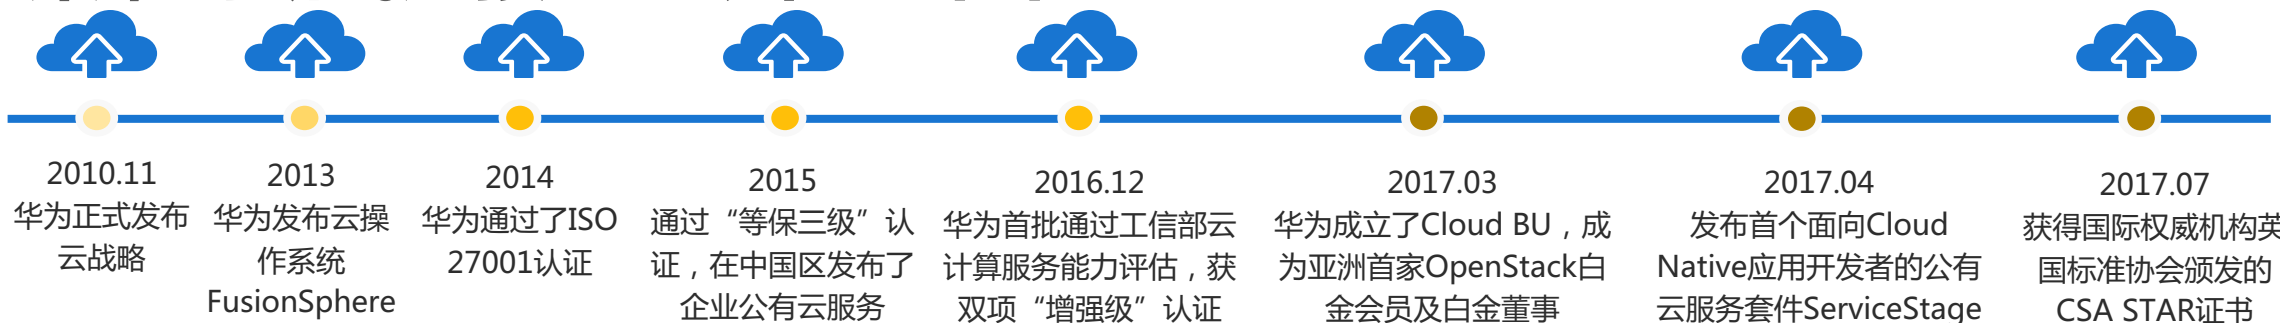 2010.11
华为正式发布
云战略
2013
华为发布云操
作系统
FusionSphere
2014
华为通过了ISO
27001认证
2015
通过“等保三级”认
证，在中国区发布了
企业公有云服务
2016.12
华为首批通过工信部云
计算服务能力评估，获
双项“增强级”认证
2017.03
华为成立了Cloud BU，成
为亚洲首家OpenStack白
金会员及白金董事
2017.04
发布首个面向Cloud
Native应用开发者的公有
云服务套件ServiceStage
2017.07
获得国际权威机构英
国标准协会颁发的
CSA STAR证书